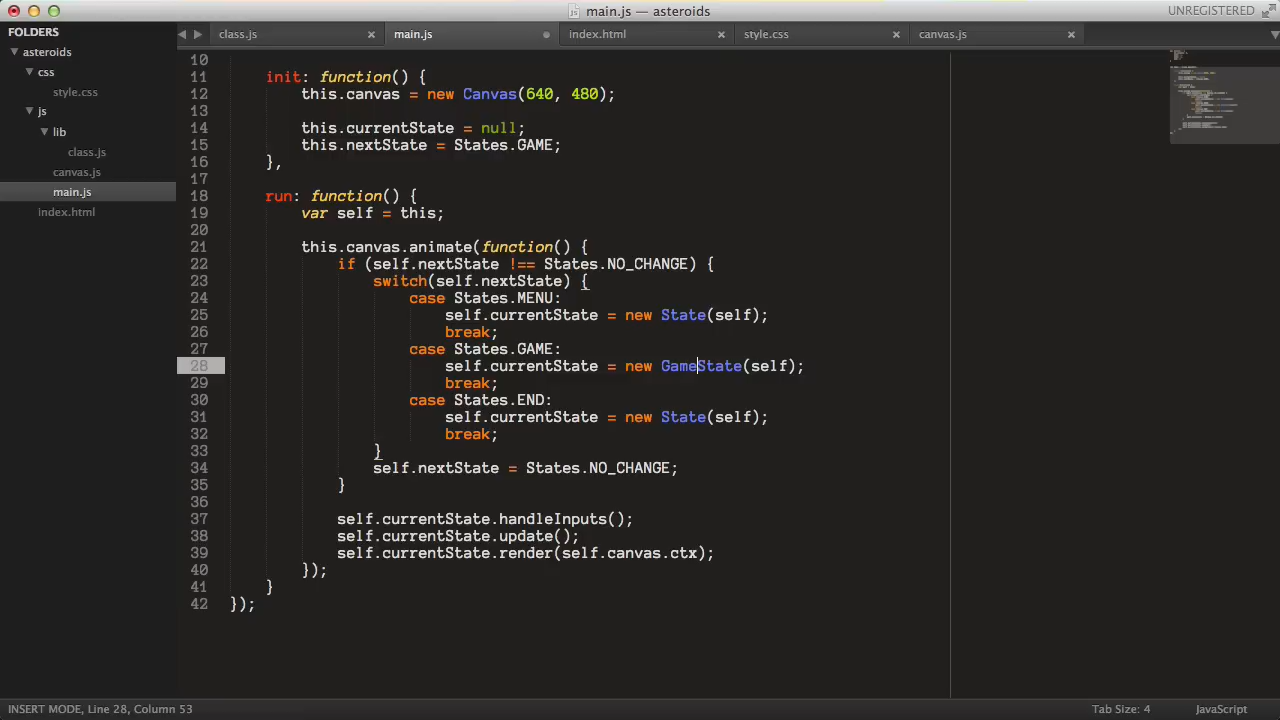 main.js — asteroids
UNREGISTERED
FOLDERS
asteroids
css
style.css
js
lib
class.js
canvas.js
main.js
index.html
class.js
main.js
index.html
style.css
canvas.js
10
11 init: function() {
12 this.canvas = new Canvas(640, 480);
13
14 this.currentState = null;
15 this.nextState = States.GAME;
16 },
17
18 run: function() {
19 var self = this;
20
21 this.canvas.animate(function() {
22 if (self.nextState !== States.NO_CHANGE) {
23 switch(self.nextState) {
24 case States.MENU:
25 self.currentState = new State(self);
26 break;
27 case States.GAME:
28 self.currentState = new GameState(self);
29 break;
30 case States.END:
31 self.currentState = new State(self);
32 break;
33 }
34 self.nextState = States.NO_CHANGE;
35 }
36
37 self.currentState.handleInputs();
38 self.currentState.update();
39 self.currentState.render(self.canvas.ctx);
40 });
41 }
42 });
INSERT MODE, Line 28, Column 53
Tab Size: 4
JavaScript